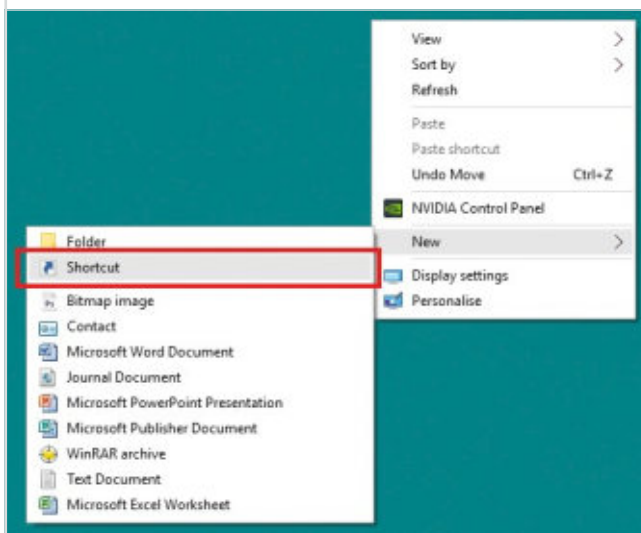 View
Sort by
Refresh
Paste
Paste shortcut
Undo Move Ctrl+Z
NVIDIA Control Panel
New
Display settings
Personalise
Folder
Shortcut
Bitmap image
Contact
Microsoft Word Document
Journal Document
Microsoft PowerPoint Presentation
Microsoft Publisher Document
WinRAR archive
Text Document
Microsoft Excel Worksheet